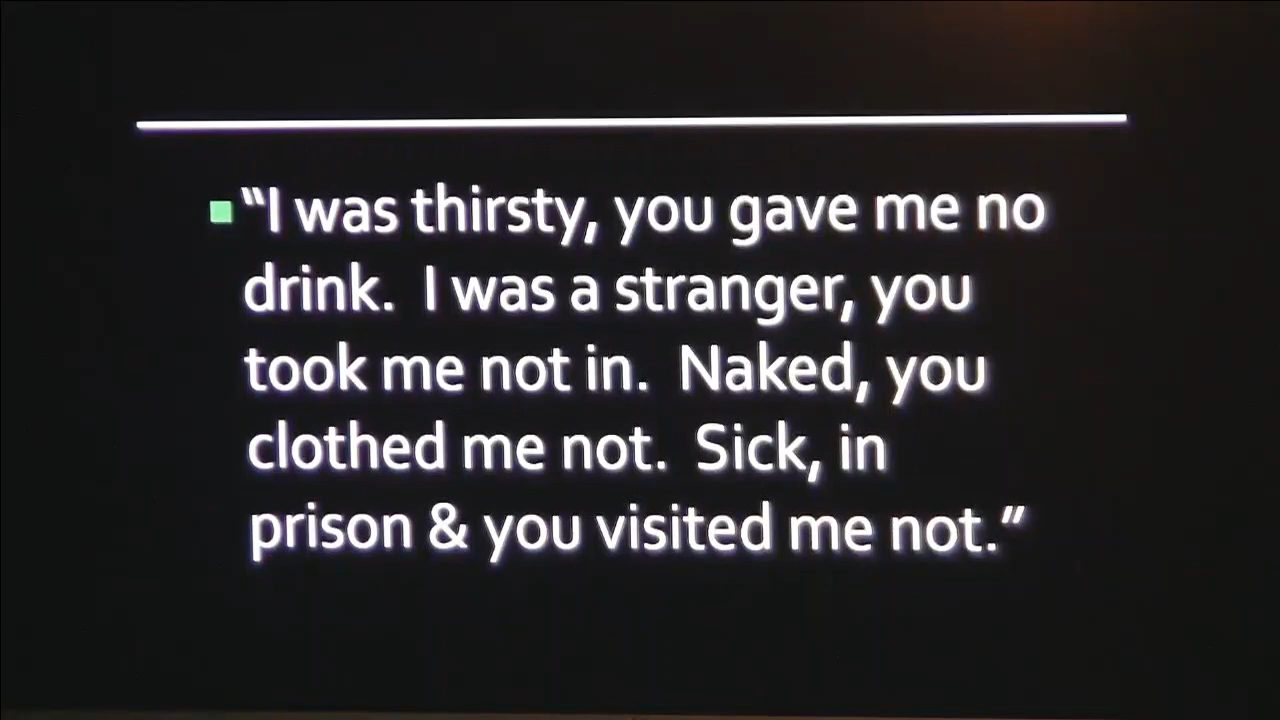 “I was thirsty, you gave me no
drink.  I was a stranger, you
took me not in.  Naked, you
clothed me not.  Sick, in
prison & you visited me not.”